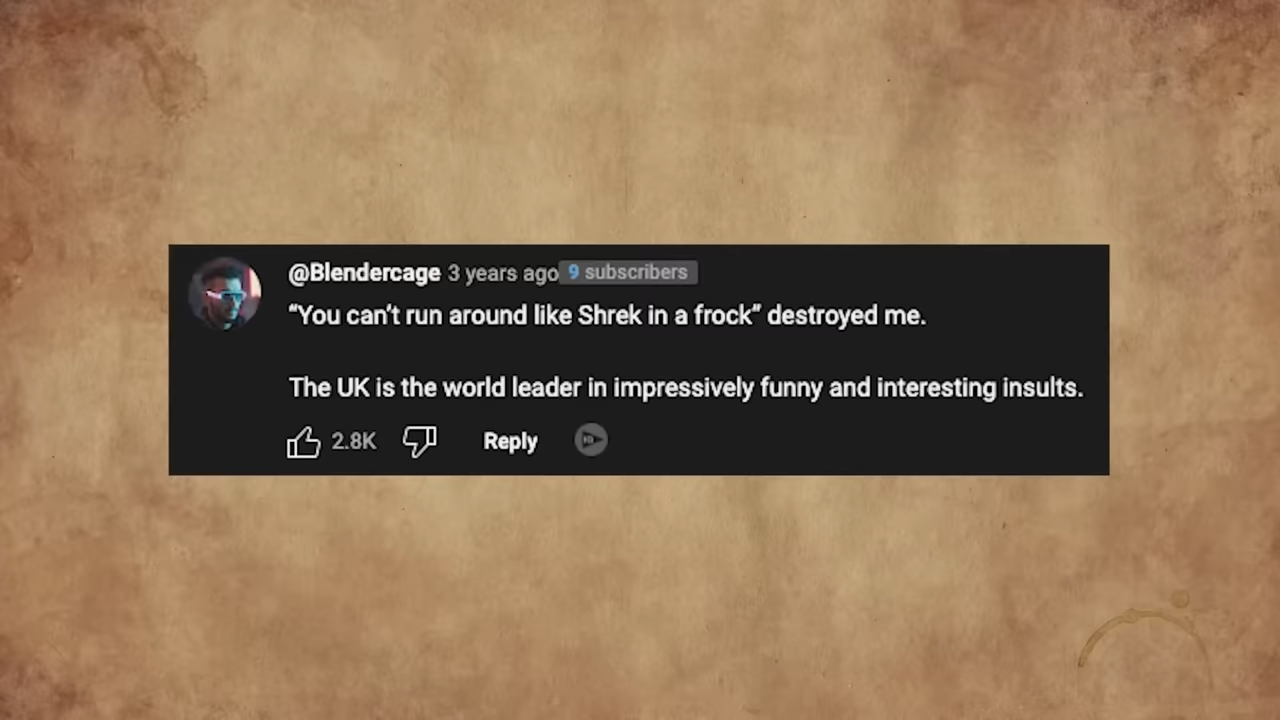 @Blendercage 3 years ago 9 subscribers
“You can’t run around like Shrek in a frock” destroyed me.
The UK is the world leader in impressively funny and interesting insults.
2.8K Reply